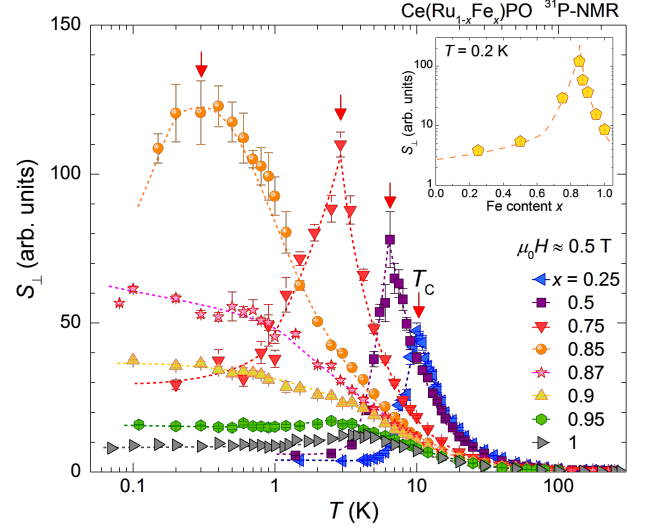 Ce(Ru₁₋ₓFeₓ)PO ³¹P-NMR
150
100
50
0
S⊥ (arb. units)
0.1
1
10
100
T (K)
T = 0.2 K
100
10
1
S⊥ (arb. units)
0.0
0.2
0.4
0.6
0.8
1.0
Fe content x
μ₀H ≈ 0.5 T
T_C
x = 0.25
0.5
0.75
0.85
0.87
0.9
0.95
1